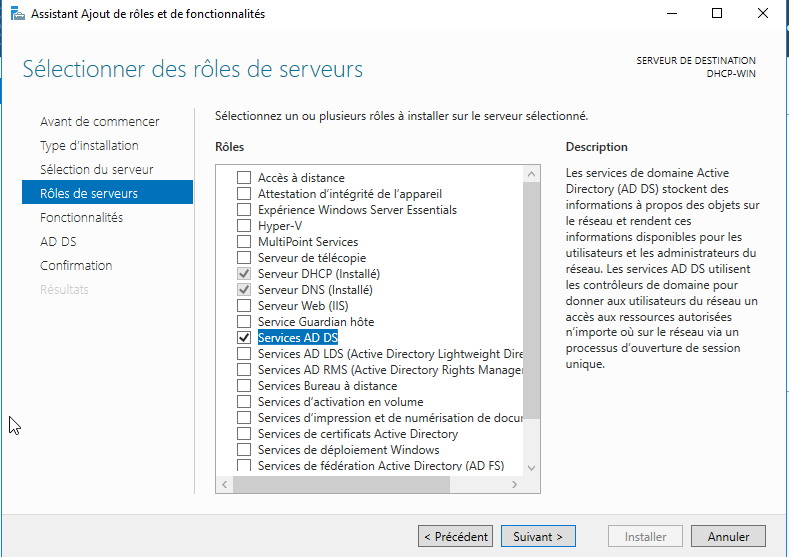 Assistant Ajout de rôles et de fonctionnalités
Sélectionner des rôles de serveurs
SERVEUR DE DESTINATION
DHCP-WIN
Avant de commencer
Type d'installation
Sélection du serveur
Rôles de serveurs
Fonctionnalités
AD DS
Confirmation
Résultats
Sélectionnez un ou plusieurs rôles à installer sur le serveur sélectionné.
Rôles
Accès à distance
Attestation d'intégrité de l'appareil
Expérience Windows Server Essentials
Hyper-V
MultiPoint Services
Serveur de télécopie
Serveur DHCP (Installé)
Serveur DNS (Installé)
Serveur Web (IIS)
Service Guardian hôte
Services AD DS
Services AD LDS (Active Directory Lightweight Dire
Services AD RMS (Active Directory Rights Manager
Services Bureau à distance
Services d'activation en volume
Services d'impression et de numérisation de docu
Services de certificats Active Directory
Services de déploiement Windows
Services de fédération Active Directory (AD FS)
Description
Les services de domaine Active
Directory (AD DS) stockent des
informations à propos des objets sur
le réseau et rendent ces
informations disponibles pour les
utilisateurs et les administrateurs du
réseau. Les services AD DS utilisent
les contrôleurs de domaine pour
donner aux utilisateurs du réseau un
accès aux ressources autorisées
n'importe où sur le réseau via un
processus d'ouverture de session
unique.
< Précédent
Suivant >
Installer
Annuler